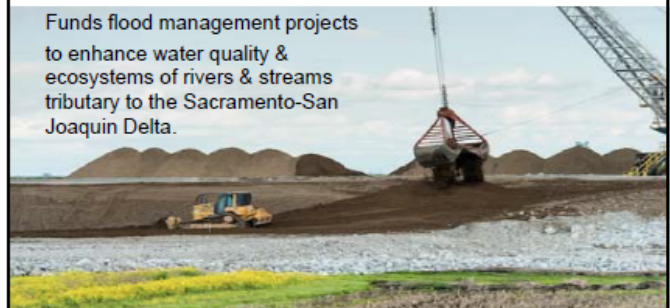 Funds flood management projects
to enhance water quality &
ecosystems of rivers & streams
tributary to the Sacramento-San
Joaquin Delta.